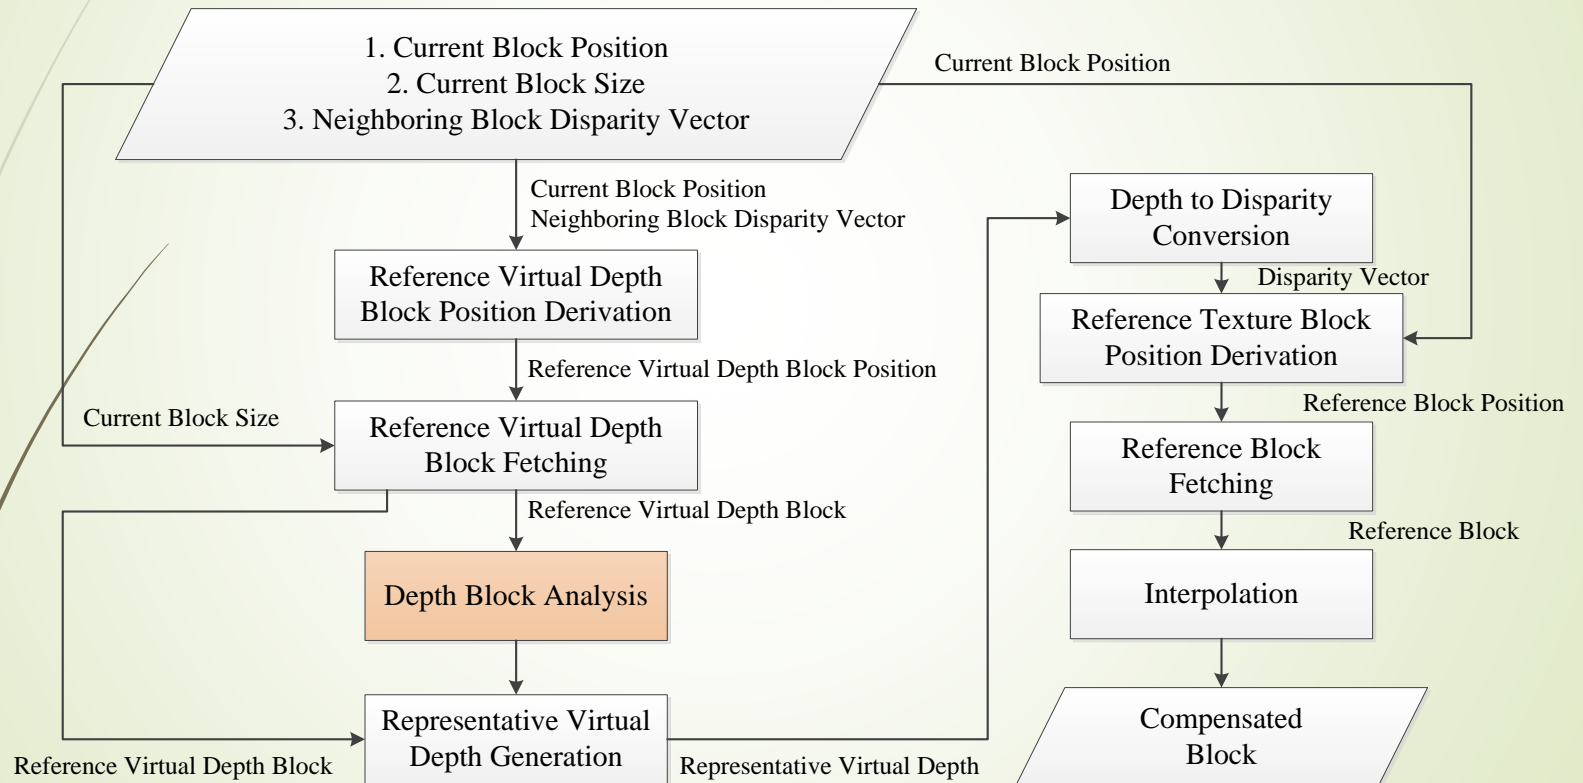 1. Current Block Position
2. Current Block Size
3. Neighboring Block Disparity Vector
Current Block Position
Current Block Position
Neighboring Block Disparity Vector
Reference Virtual Depth
Block Position Derivation
Reference Virtual Depth Block Position
Current Block Size
Reference Virtual Depth
Block Fetching
Reference Virtual Depth Block
Depth Block Analysis
Representative Virtual
Depth Generation
Reference Virtual Depth Block
Representative Virtual Depth
Depth to Disparity
Conversion
Disparity Vector
Reference Texture Block
Position Derivation
Reference Block Position
Reference Block
Fetching
Reference Block
Interpolation
Compensated
Block